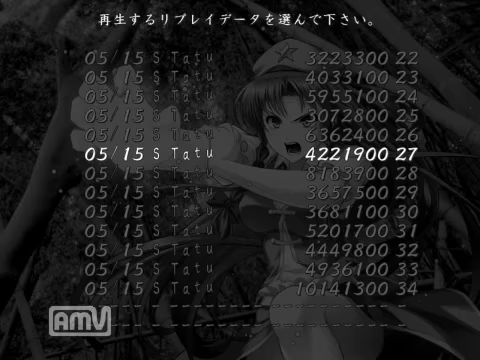 再生するリプレイデータを選んで下さい。
05/15 S Tatu 3223300 22
05/15 S Tatu 4033100 23
05/15 S Tatu 5955100 24
05/15 S Tatu 3072800 25
05/15 S Tatu 6362400 26
05/15 S Tatu 4221900 27
05/15 S Tatu 8183900 28
05/15 S Tatu 3657500 29
05/15 S Tatu 3681100 30
05/15 S Tatu 5201700 31
05/15 S Tatu 4449800 32
05/15 S Tatu 4936100 33
05/15 S Tatu 10141300 34
AMV